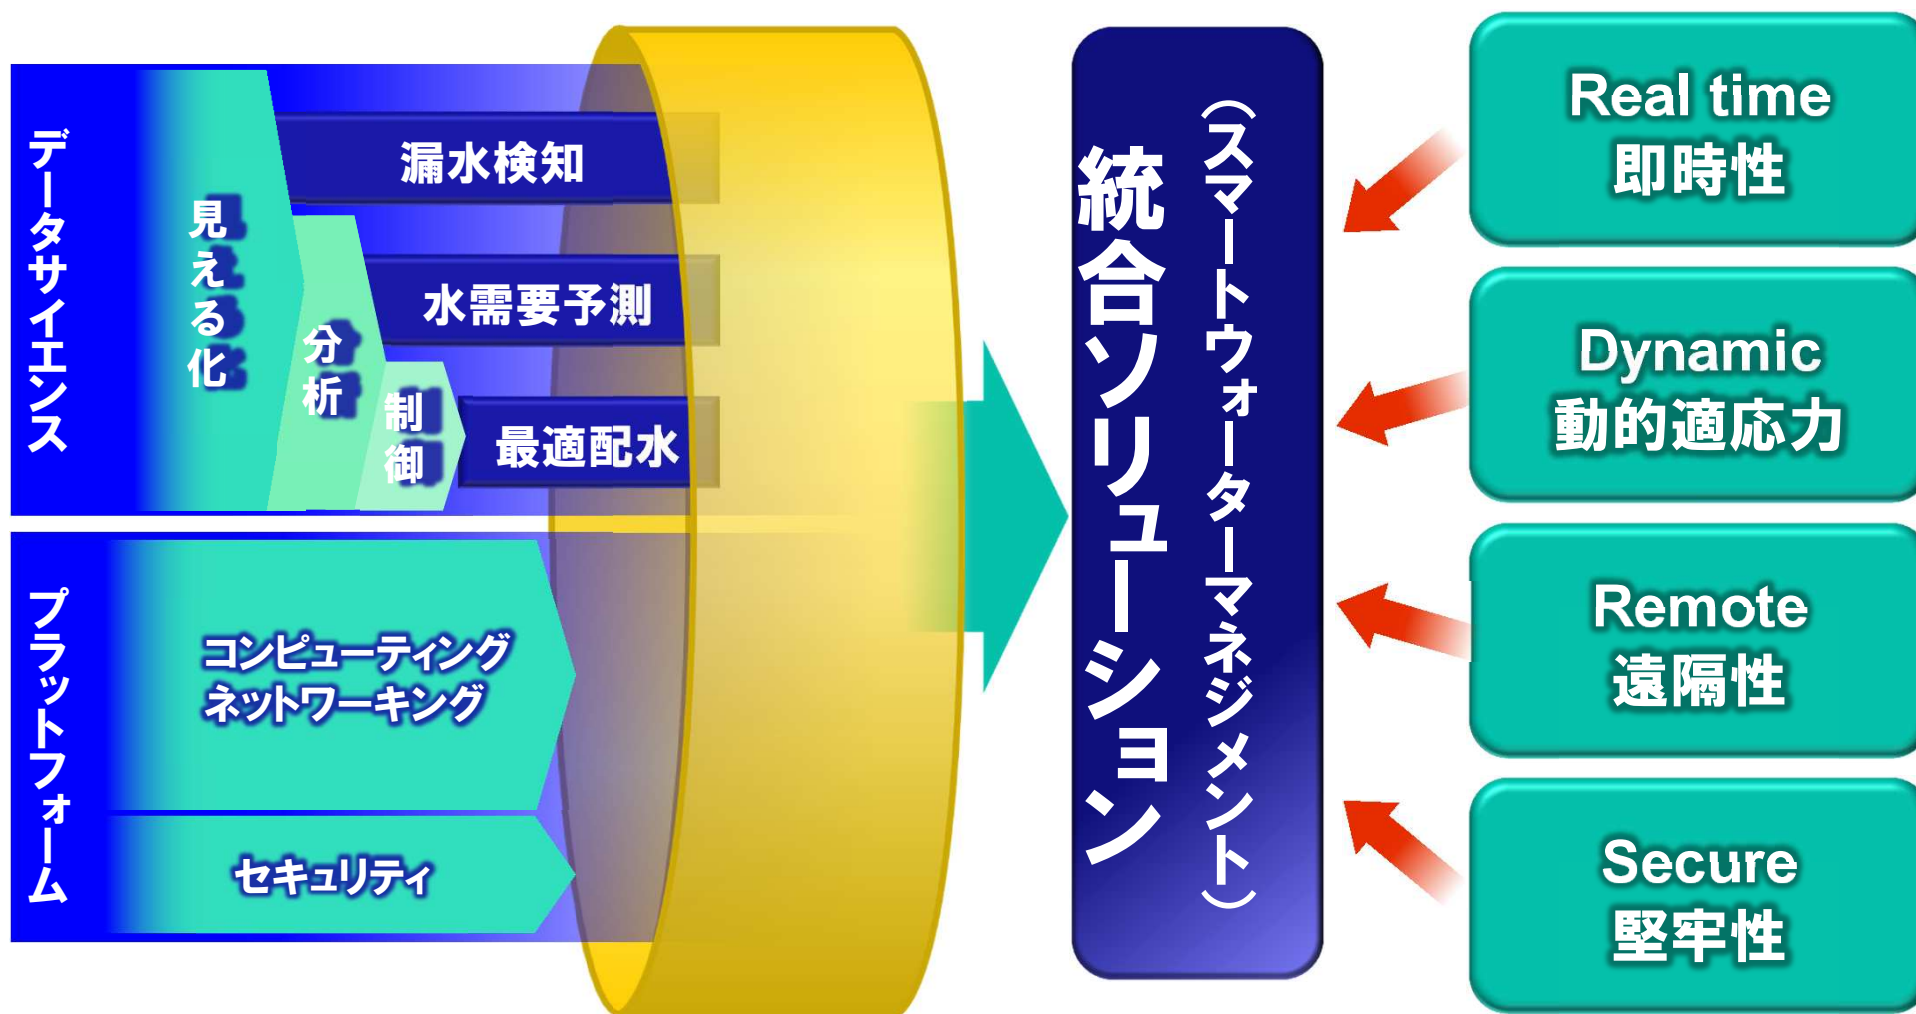 データサイエンス
見える化
分析
制御
漏水検知
水需要予測
最適配水
プラットフォーム
コンピューティング
ネットワーキング
セキュリティ
統合ソリューション
（スマートウォーターマネジメント）
Real time
即時性
Dynamic
動的適応力
Remote
遠隔性
Secure
堅牢性